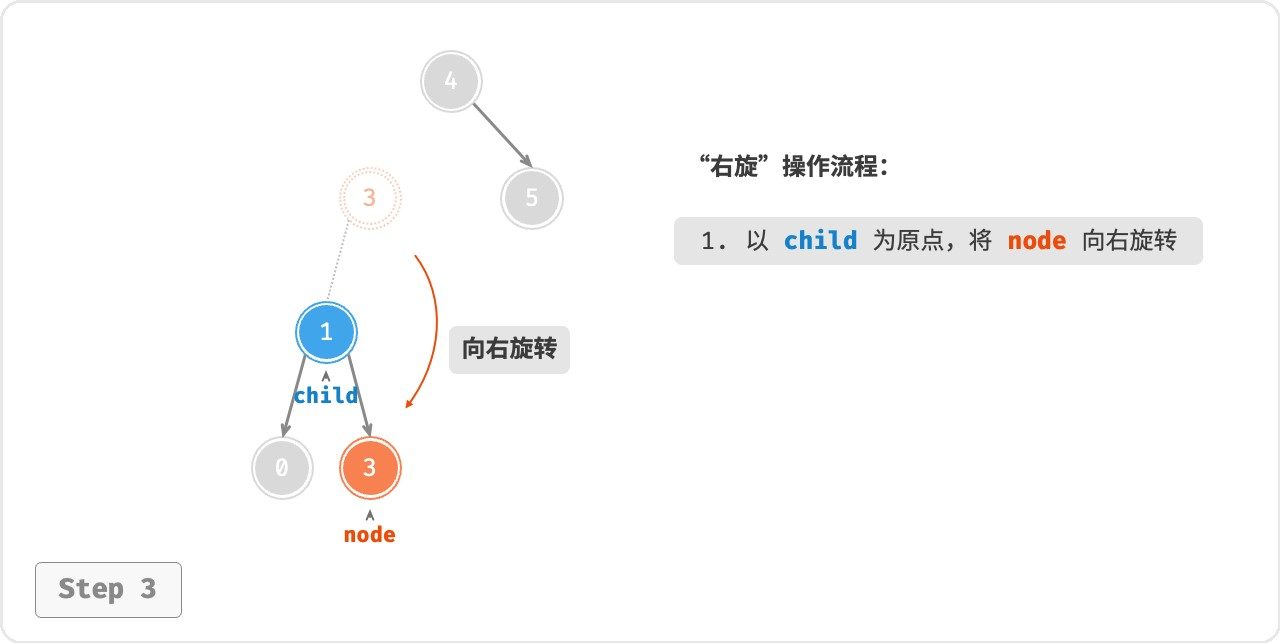 4
3
5
“右旋”操作流程：
1. 以 child 为原点，将 node 向右旋转
1
向右旋转
child
0
3
node
Step 3